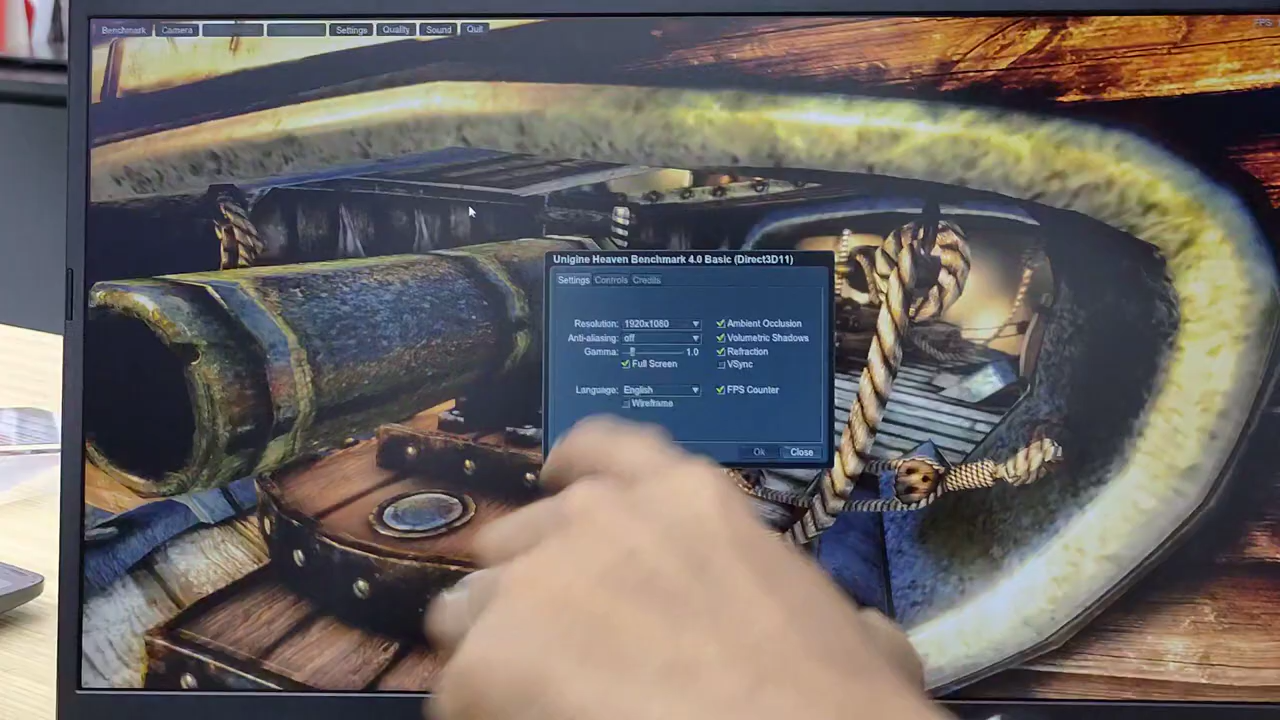 Benchmark Camera Settings Quality Sound Quit
FPS
Unigine Heaven Benchmark 4.0 Basic (Direct3D11)
Settings Controls Credits
Resolution: 1920x1080 Ambient Occlusion
Anti-aliasing: off Volumetric Shadows
Gamma: 1.0 Refraction
Full Screen VSync
Language: English FPS Counter
Wireframe
Ok Close